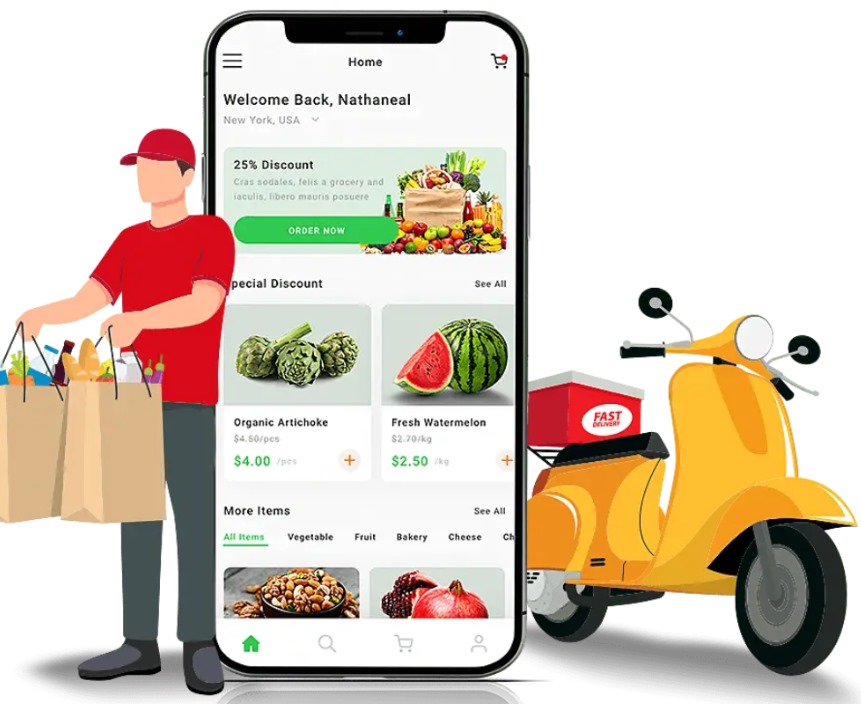 Home
Welcome Back, Nathaneal
New York, USA
25% Discount
Cras sodales, felis a grocery and
iaculis, libero mauris posuere
ORDER NOW
pecial Discount
See All
Organic Artichoke
Fresh Watermelon
$4.50/pcs
$2.70/kg
$4.00 /pcs +
$2.50 /kg +
More Items
See All
All Items Vegetable Fruit Bakery Cheese Ch
FAST
DELIVERY